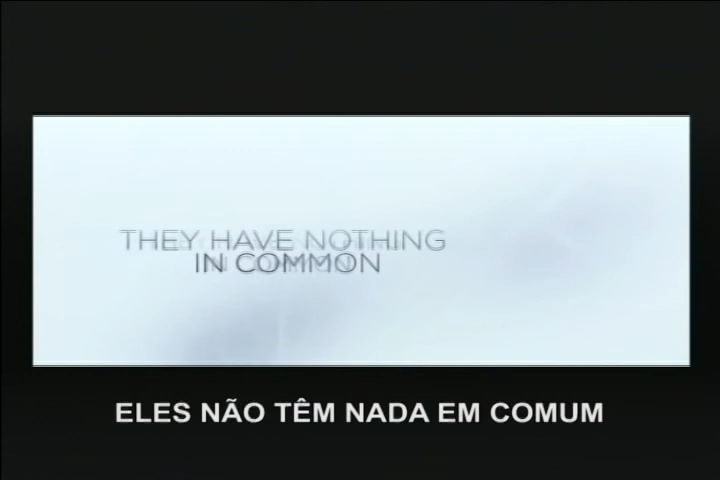 THEY HAVE NOTHING
IN COMMON
ELES NÃO TÊM NADA EM COMUM